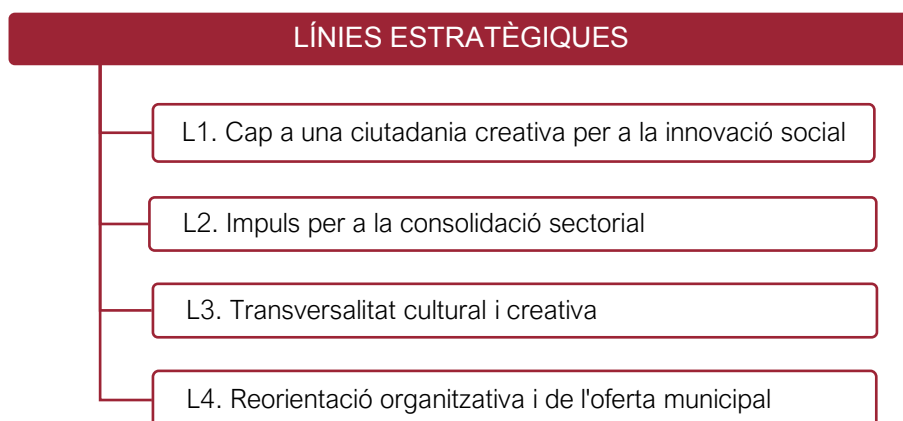 LÍNIES ESTRATÈGIQUES
L1. Cap a una ciutadania creativa per a la innovació social
L2. Impuls per a la consolidació sectorial
L3. Transversalitat cultural i creativa
L4. Reorientació organitzativa i de l'oferta municipal